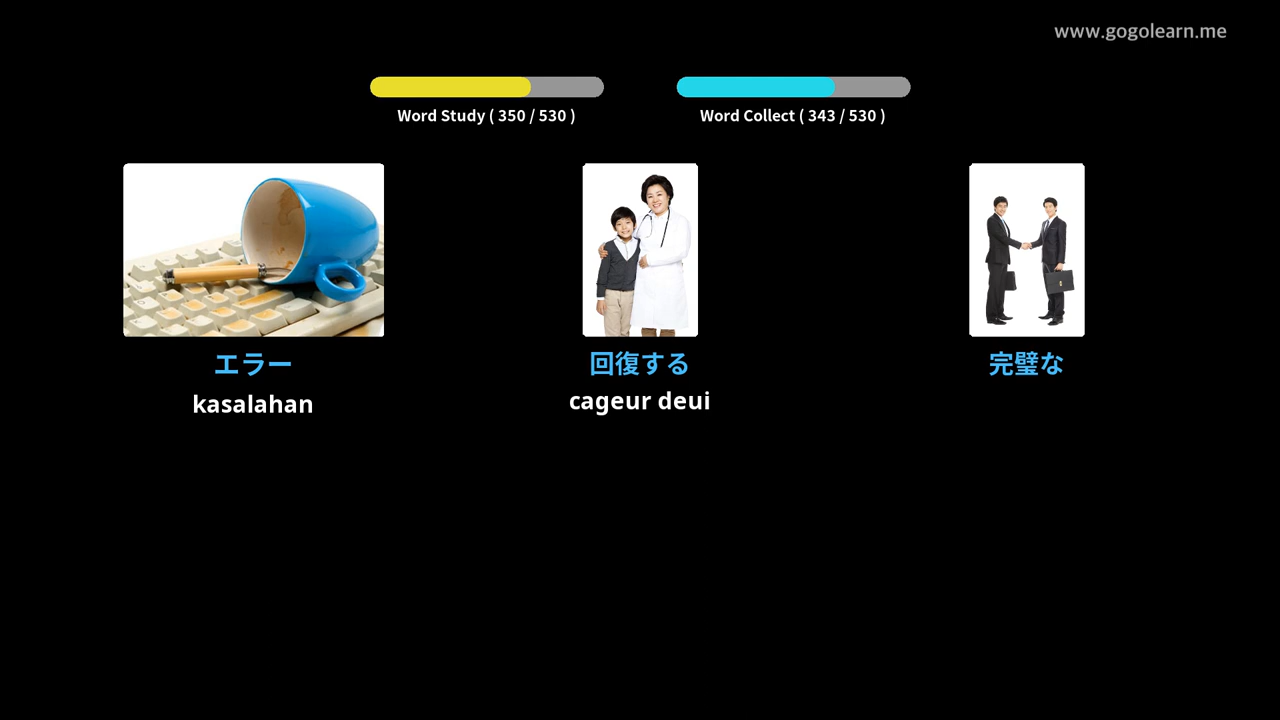 www.gogolearn.me
Word Study ( 350 / 530 )
Word Collect ( 343 / 530 )
エラー
回復する
完璧な
kasalahan
cageur deui